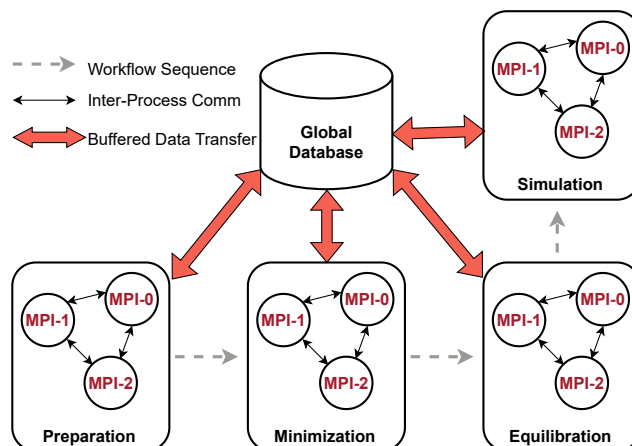 Workflow Sequence
Inter-Process Comm
Buffered Data Transfer
Global
Database
MPI-0
MPI-1
MPI-2
Simulation
MPI-0
MPI-1
MPI-2
Preparation
MPI-0
MPI-1
MPI-2
Minimization
MPI-0
MPI-1
MPI-2
Equilibration